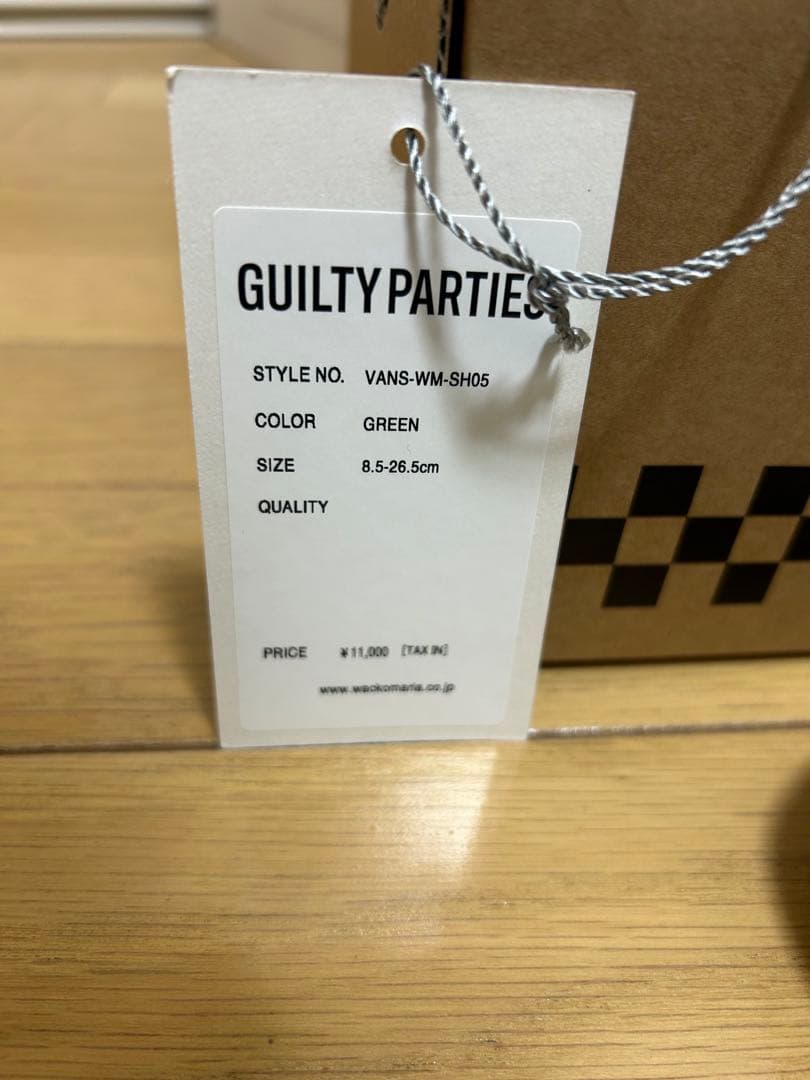 GUILTY PARTIES
STYLE NO. VANS-WM-SH05
COLOR GREEN
SIZE 8.5-26.5cm
QUALITY
PRICE ¥11,000 [TAX IN]
www.wackomaria.co.jp